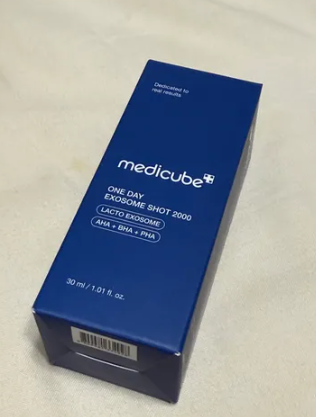 Dedicated to
real results
medicube
ONE DAY
EXOSOME SHOT 2000
LACTO EXOSOME
AHA + BHA + PHA
30 ml / 1.01 fl. oz.